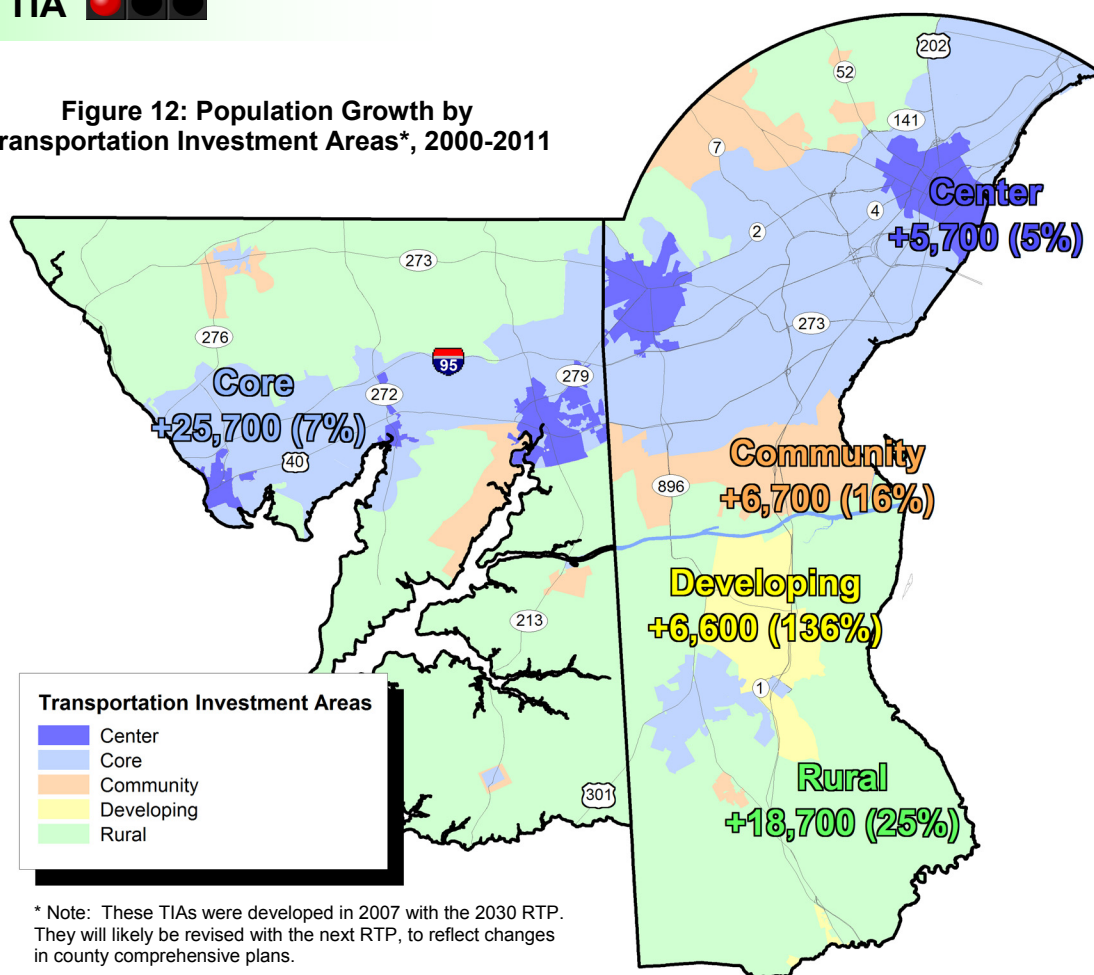 TIA
Figure 12: Population Growth by
ransportation Investment Areas*, 2000-2011
202
52
141
7
Center
+5,700 (5%)
4
2
273
273
276
95
279
Core
+25,700 (7%)
272
40
Community
+6,700 (16%)
896
Developing
+6,600 (136%)
213
1
Transportation Investment Areas
Center
Core
Community
Developing
Rural
301
Rural
+18,700 (25%)
* Note: These TIAs were developed in 2007 with the 2030 RTP.
They will likely be revised with the next RTP, to reflect changes
in county comprehensive plans.